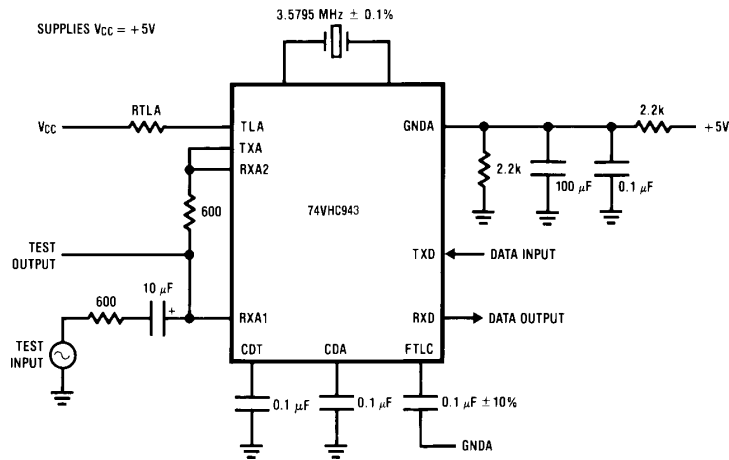 3.5795 MHz ± 0.1%
SUPPLIES VCC = +5V
RTLA
2.2k
VCC
TLA
GNDA
+5V
TXA
RXA2
2.2k
100 μF
0.1 μF
600
74VHC943
TEST
OUTPUT
TXD
DATA INPUT
10 μF
600
+
RXA1
RXD
DATA OUTPUT
TEST
INPUT
CDT
CDA
FTLC
0.1 μF
0.1 μF
0.1 μF ±10%
GNDA